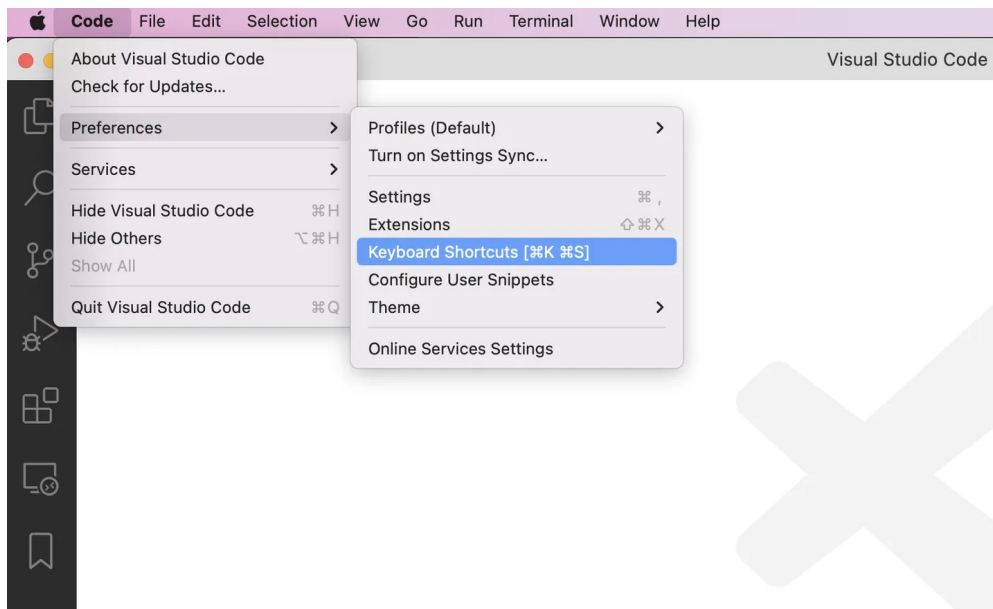 Code File Edit Selection View Go Run Terminal Window Help
Visual Studio Code
About Visual Studio Code
Check for Updates...
Preferences
Services
Hide Visual Studio Code ⌘H
Hide Others ⌥⌘H
Show All
Quit Visual Studio Code ⌘Q
Profiles (Default)
Turn on Settings Sync...
Settings ⌘ ,
Extensions ⇧⌘X
Keyboard Shortcuts [⌘K ⌘S]
Configure User Snippets
Theme
Online Services Settings